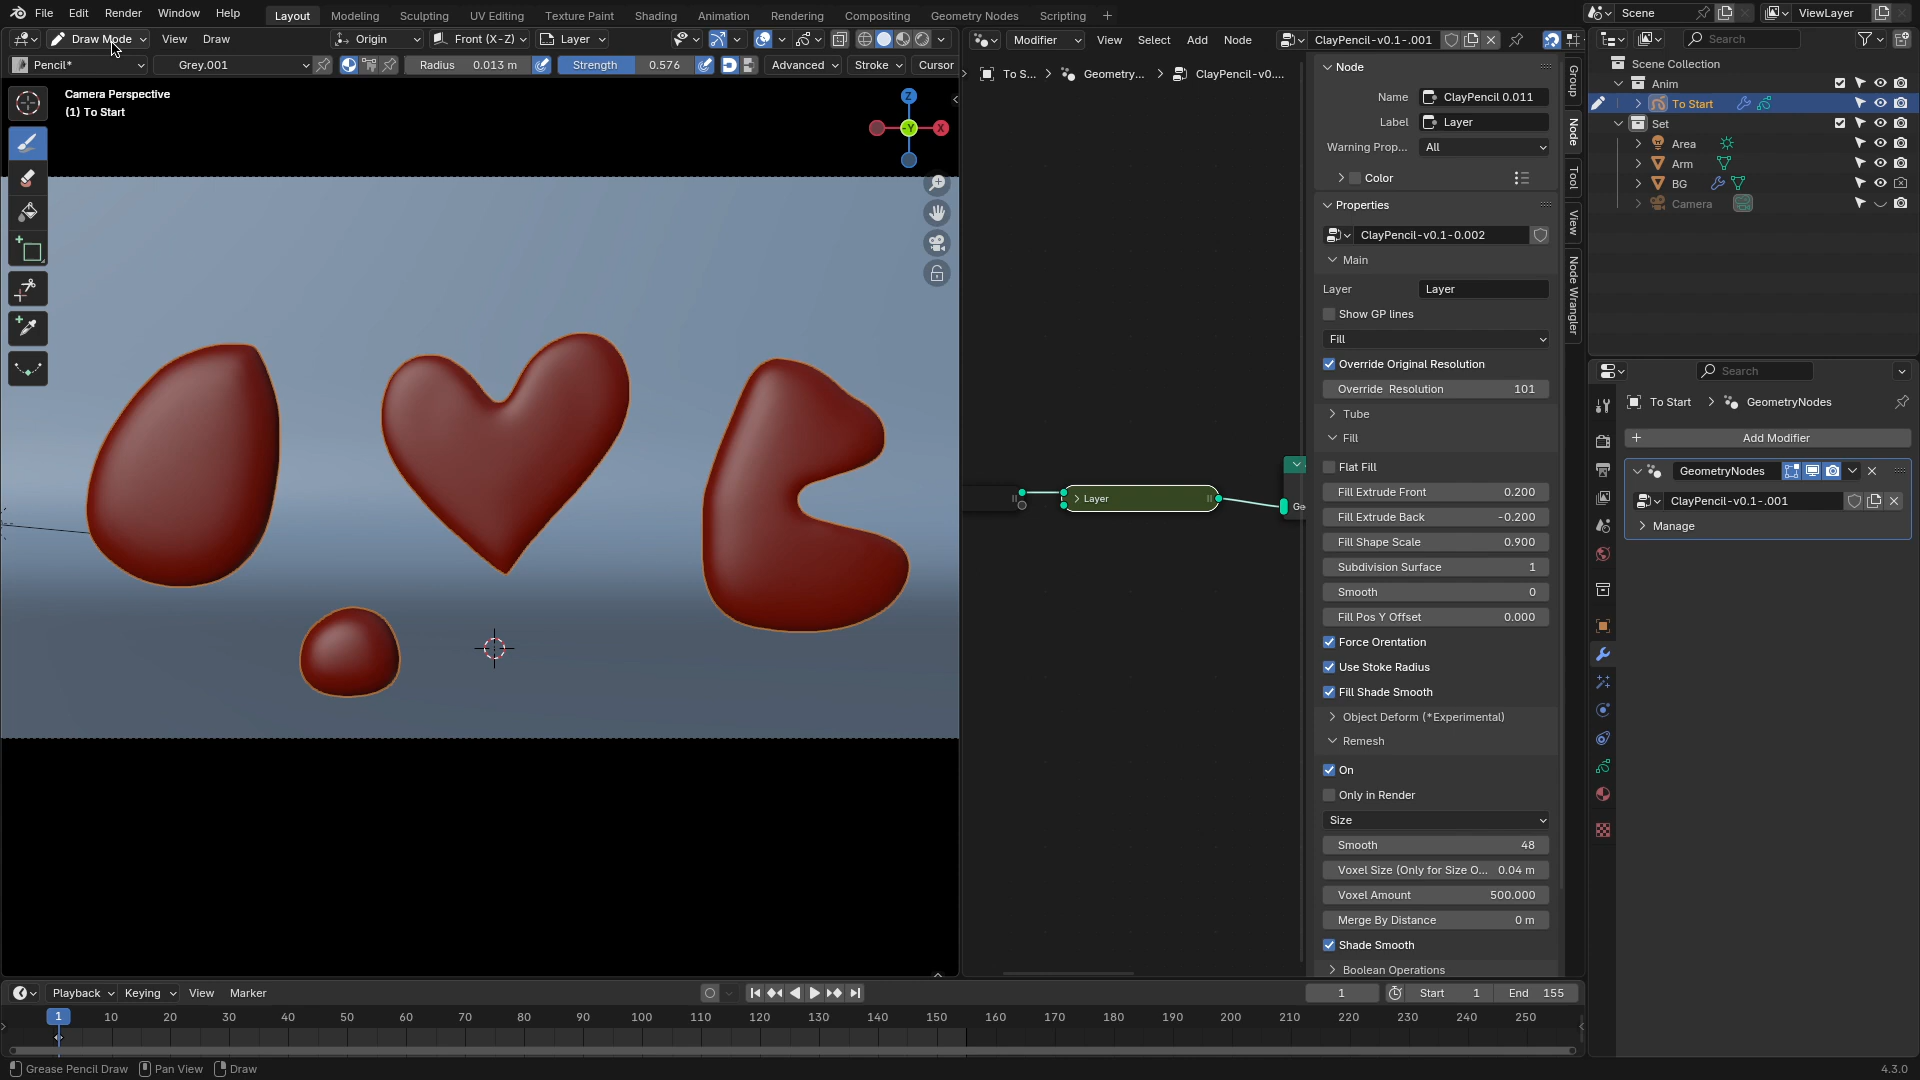 File Edit Render Window Help Layout Modeling Sculpting UV Editing Texture Paint Shading Animation Rendering Compositing Geometry Nodes Scripting + Scene ViewLayer
Draw Mode View Draw Origin Front (X-Z) Layer
Modifier View Select Add Node ClayPencil-v0.1-.001
Search
Pencil* Grey.001 Radius 0.013 m Strength 0.576 Advanced Stroke Cursor
To S... Geometry... ClayPencil-v0....
Camera Perspective
(1) To Start
Z
-Y
X
Layer
Ge
Node
Name ClayPencil 0.011
Label Layer
Warning Prop... All
Color
Properties
ClayPencil-v0.1-0.002
Main
Layer Layer
Show GP lines
Fill
Override Original Resolution
Override Resolution 101
Tube
Fill
Flat Fill
Fill Extrude Front 0.200
Fill Extrude Back -0.200
Fill Shape Scale 0.900
Subdivision Surface 1
Smooth 0
Fill Pos Y Offset 0.000
Force Orientation
Use Stoke Radius
Fill Shade Smooth
Object Deform (*Experimental)
Remesh
On
Only in Render
Size
Smooth 48
Voxel Size (Only for Size O... 0.04 m
Voxel Amount 500.000
Merge By Distance 0 m
Shade Smooth
Boolean Operations
Group
Node
Tool
View
Node Wrangler
Scene Collection
Anim
To Start
Set
Area
Arm
BG
Camera
Search
To Start GeometryNodes
+ Add Modifier
GeometryNodes
ClayPencil-v0.1-.001
Manage
Playback Keying View Marker 1 Start 1 End 155
1 10 20 30 40 50 60 70 80 90 100 110 120 130 140 150 160 170 180 190 200 210 220 230 240 250
Grease Pencil Draw Pan View Draw 4.3.0